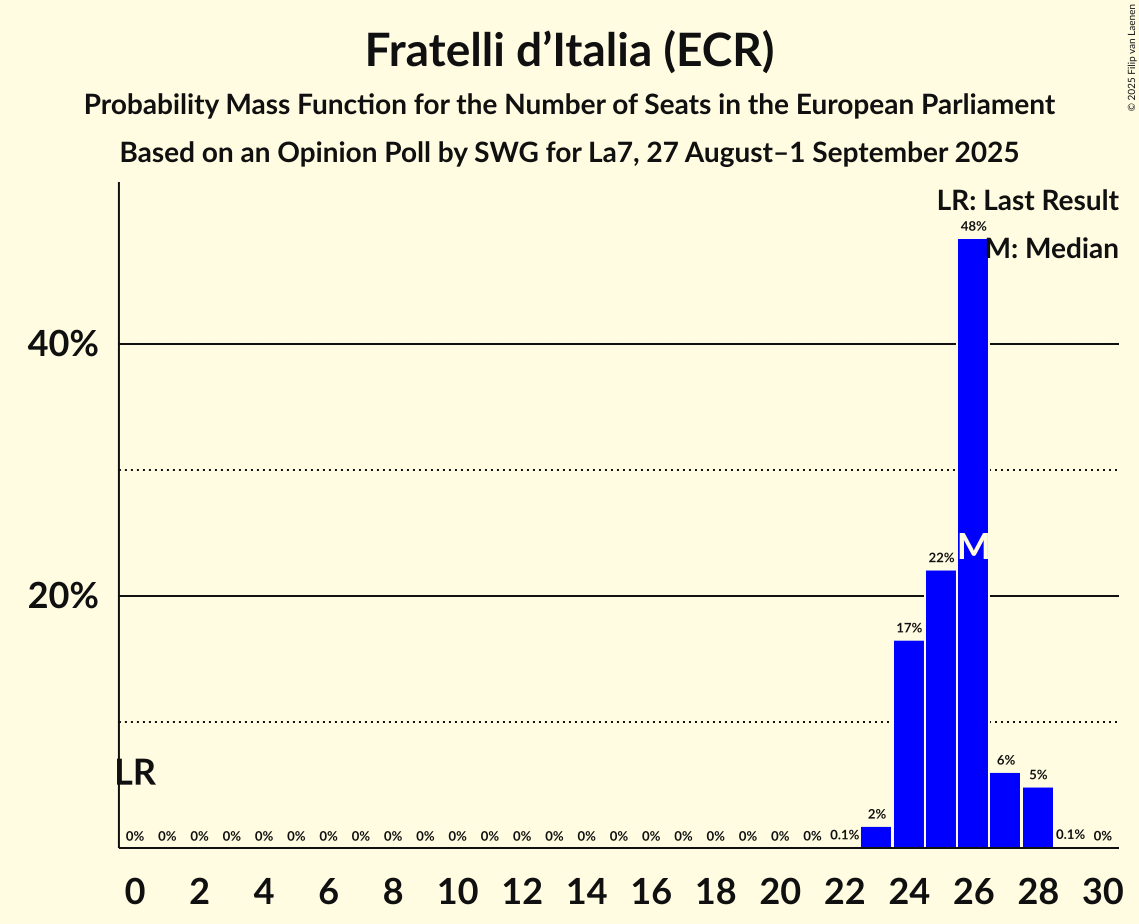 Fratelli d’Italia (ECR)
Probability Mass Function for the Number of Seats in the European Parliament
Based on an Opinion Poll by SWG for La7, 27 August–1 September 2025
© 2025 Filip van Laenen
LR: Last Result
48%
M: Median
40%
M
22%
20%
17%
LR
6%
5%
2%
0% 0% 0% 0% 0% 0% 0% 0% 0% 0% 0% 0% 0% 0% 0% 0% 0% 0% 0% 0% 0% 0% 0.1% 0.1% 0%
0 2 4 6 8 10 12 14 16 18 20 22 24 26 28 30